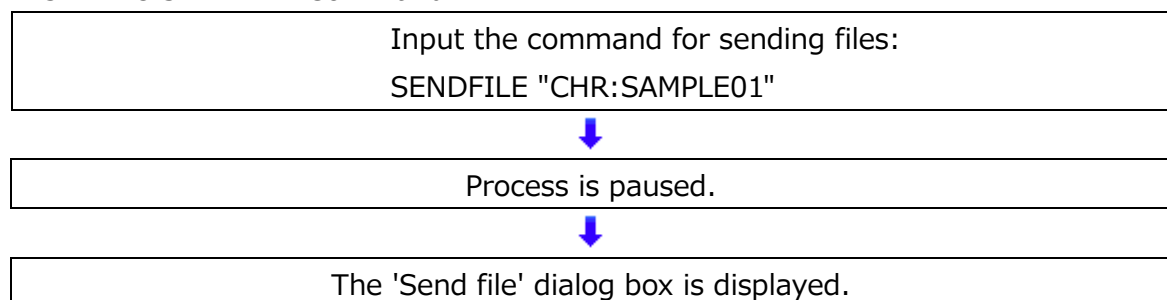 Input the command for sending files:
SENDFILE "CHR:SAMPLE01"
Process is paused.
The 'Send file' dialog box is displayed.